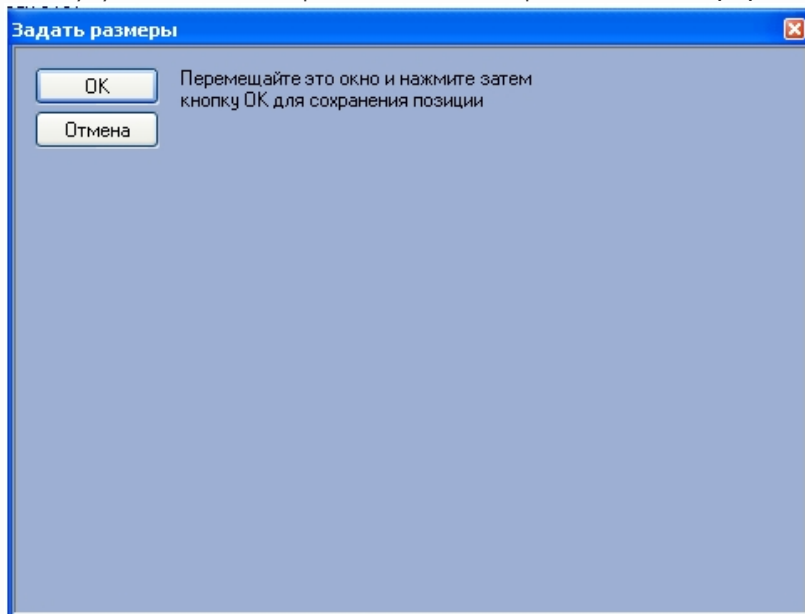 Задать размеры
OK
Перемещайте это окно и нажмите затем
кнопку OK для сохранения позиции
Отмена